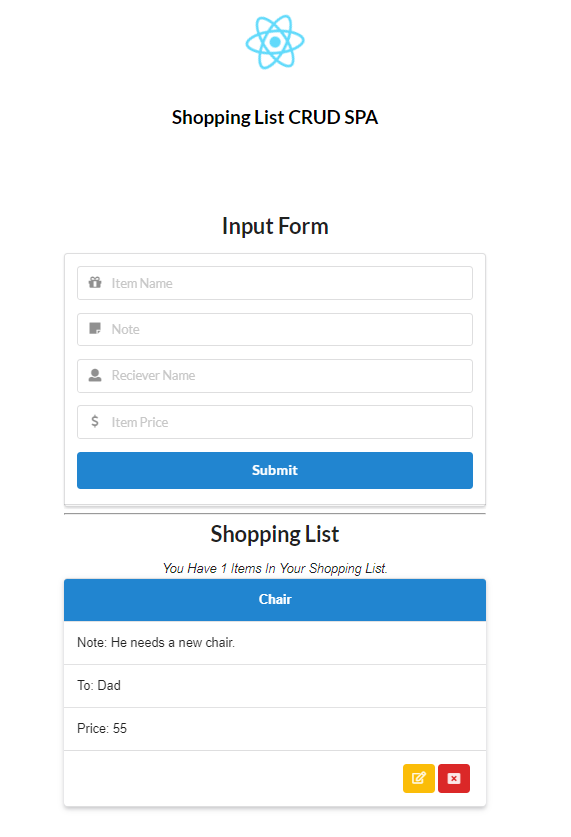 Shopping List CRUD SPA
Input Form
Item Name
Note
Reciever Name
Item Price
Submit
Shopping List
You Have 1 Items In Your Shopping List.
Chair
Note: He needs a new chair.
To: Dad
Price: 55